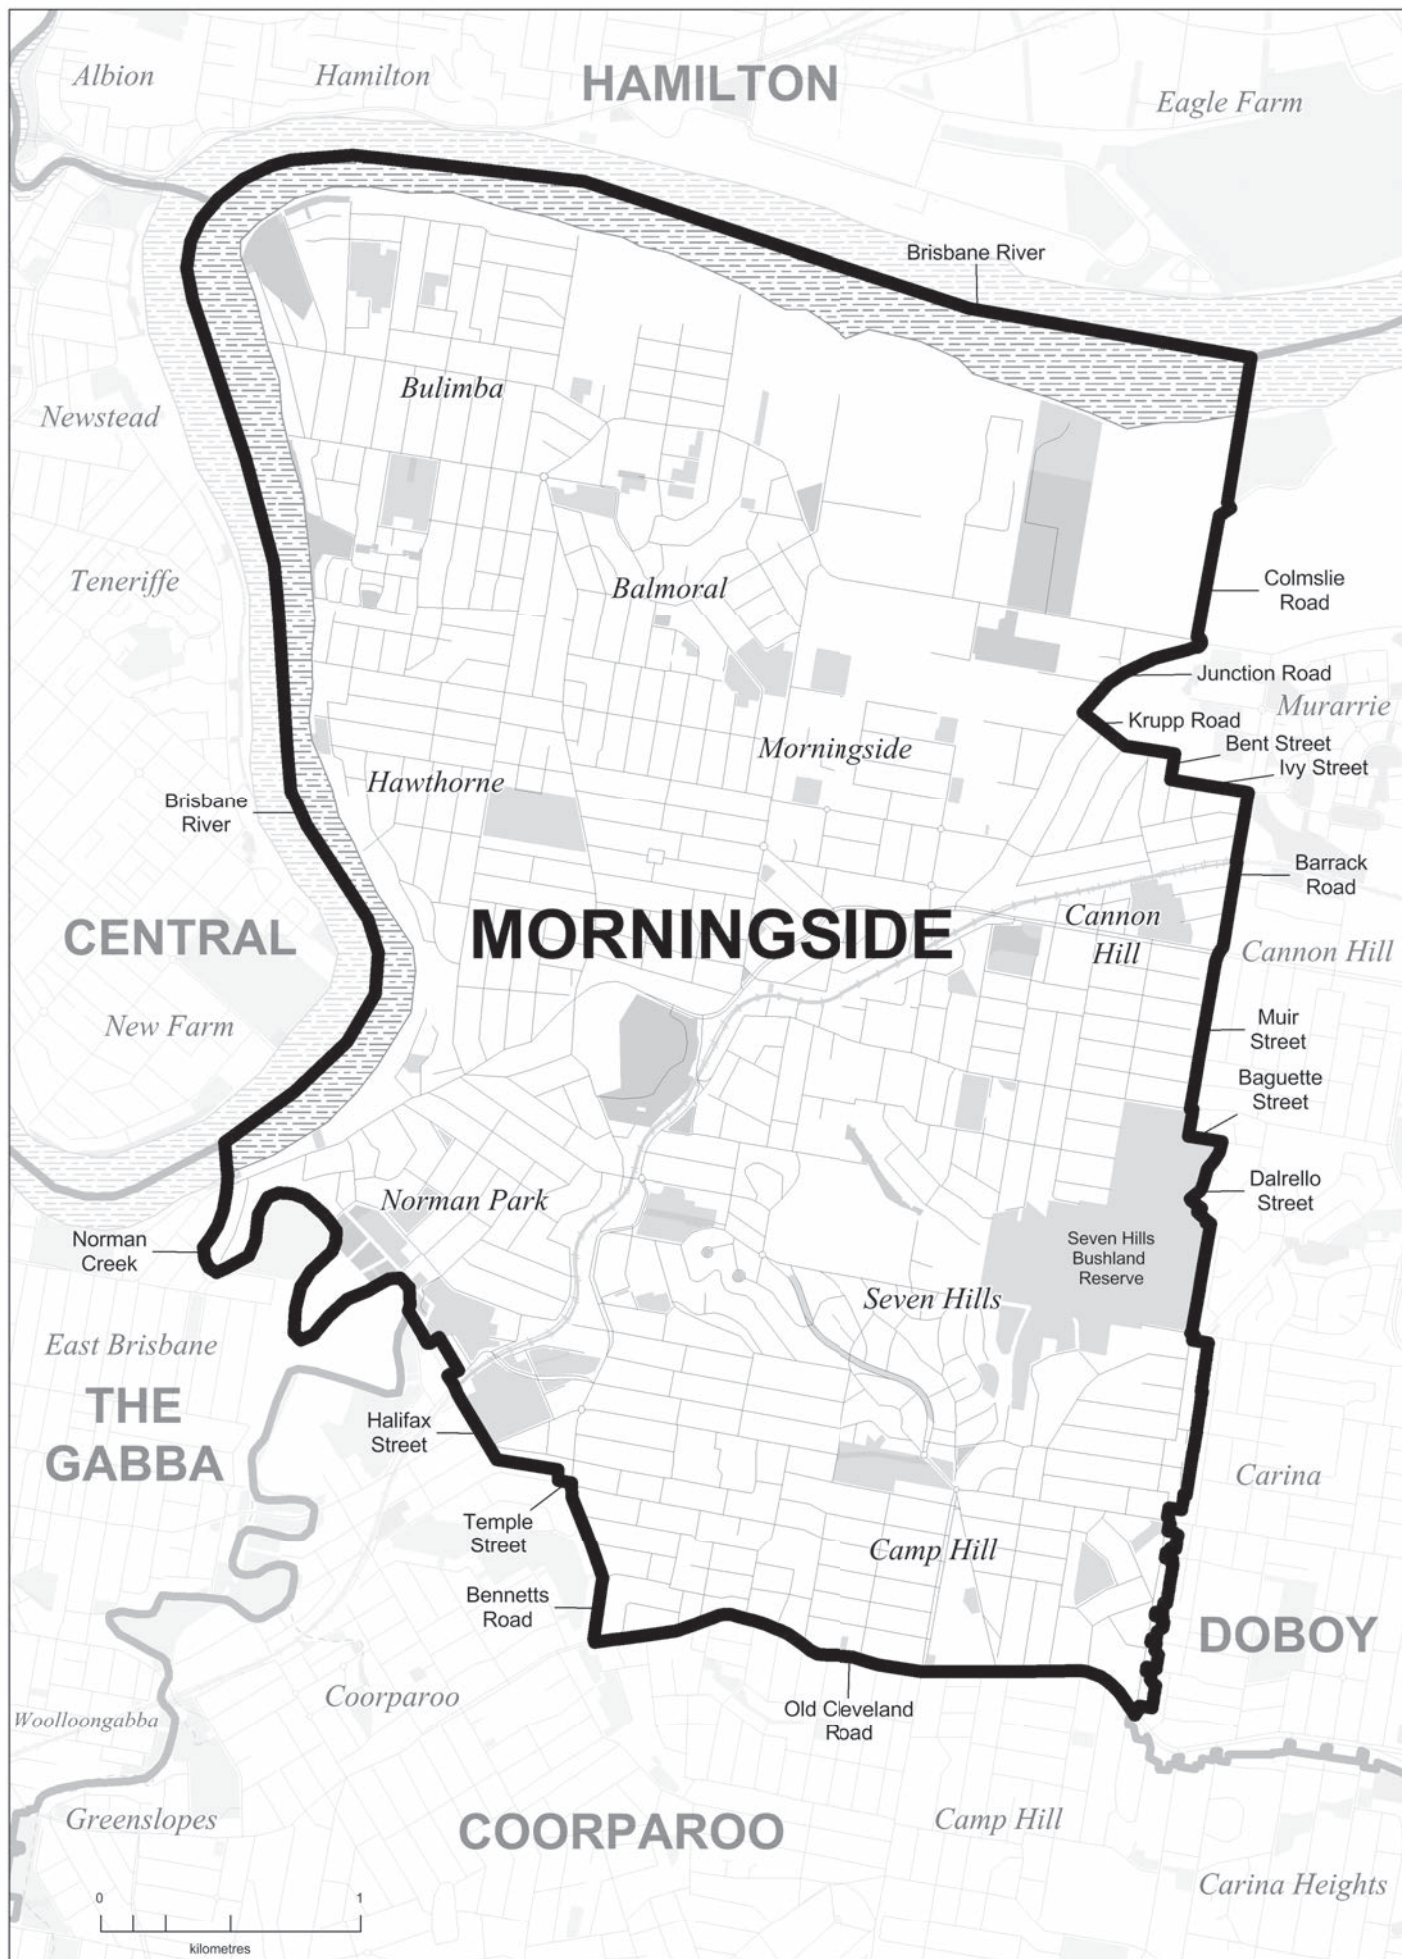 Albion
Hamilton
HAMILTON
Eagle Farm
Brisbane River
Bulimba
Newstead
Teneriffe
Balmoral
Colmslie
Road
Junction Road
Murarrie
Krupp Road
Bent Street
Ivy Street
Morningside
Hawthorne
Brisbane
River
Barrack
Road
CENTRAL
MORNINGSIDE
Cannon
Hill
Cannon Hill
New Farm
Muir
Street
Baguette
Street
Norman Park
Dalrello
Street
Norman
Creek
Seven Hills
Bushland
Reserve
Seven Hills
East Brisbane
THE
GABBA
Halifax
Street
Carina
Temple
Street
Camp Hill
Bennetts
Road
DOBOY
Coorparoo
Old Cleveland
Road
Woolloongabba
Greenslopes
COORPAROO
Camp Hill
Carina Heights
0 1
kilometres